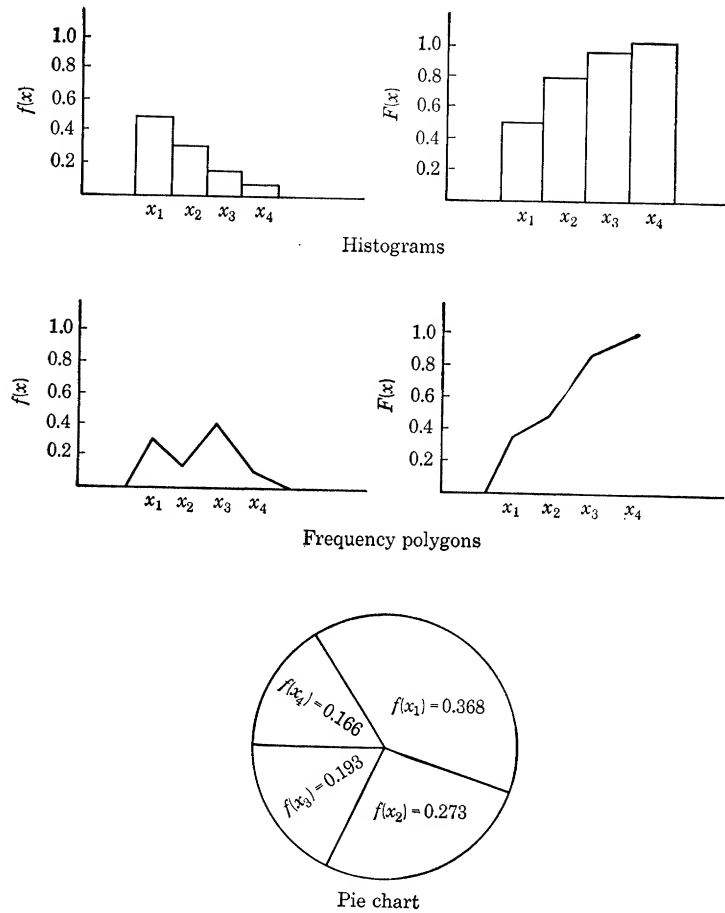 f(x)
1.0
0.8
0.6
0.4
0.2
x₁ x₂ x₃ x₄
F(x)
1.0
0.8
0.6
0.4
0.2
x₁ x₂ x₃ x₄
Histograms
f(x)
1.0
0.8
0.6
0.4
0.2
x₁ x₂ x₃ x₄
F(x)
1.0
0.8
0.6
0.4
0.2
x₁ x₂ x₃ x₄
Frequency polygons
f(x₄) = 0.166
f(x₁) = 0.368
f(x₃) = 0.193
f(x₂) = 0.273
Pie chart